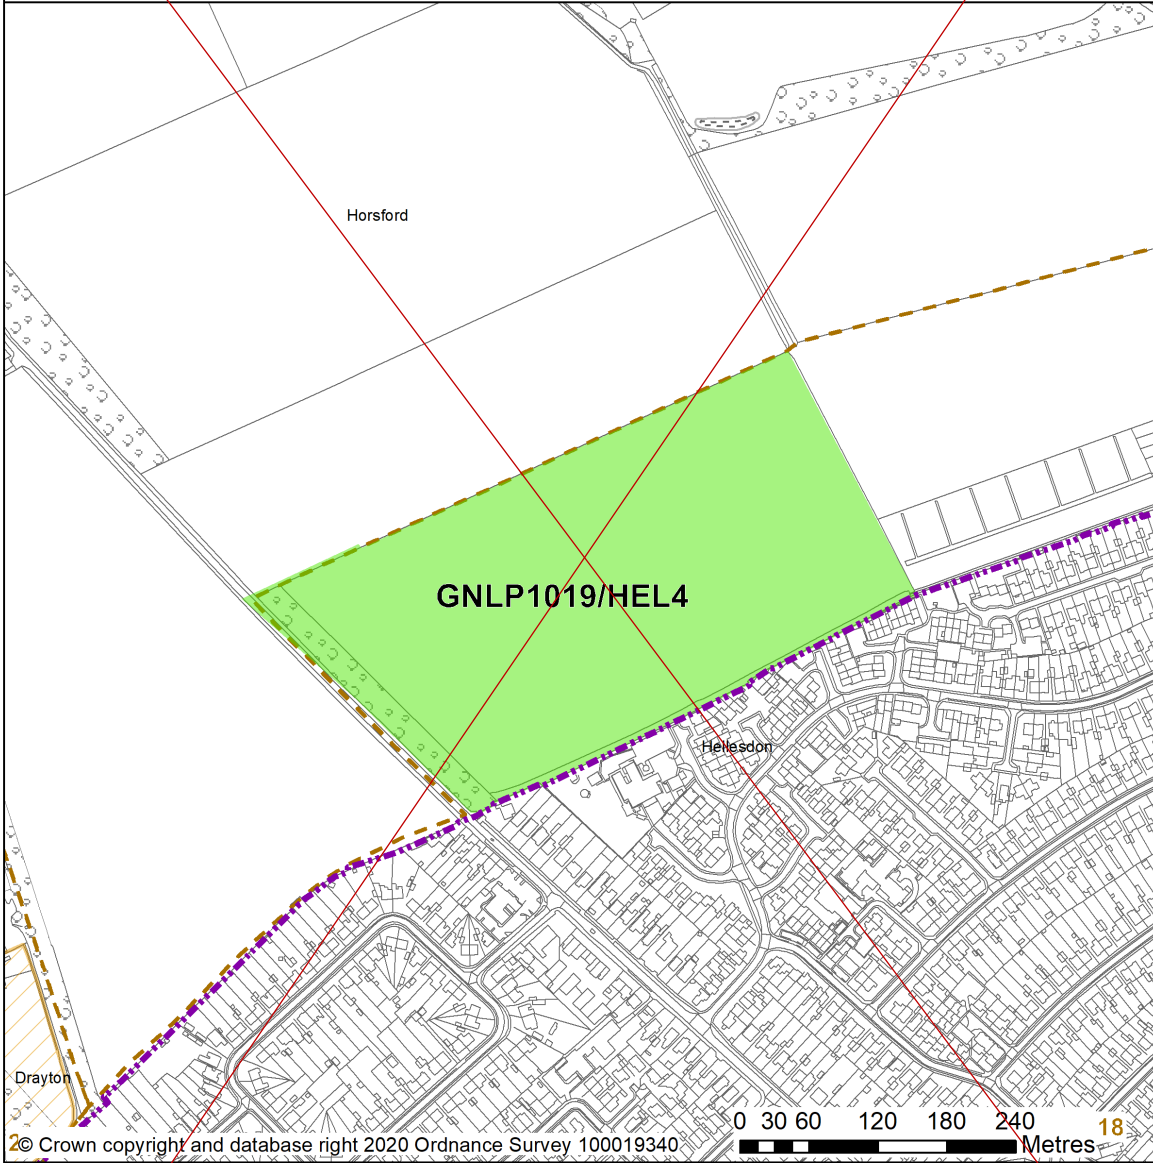 Horsford
GNLP1019/HEL4
Hellesdon
Drayton
0 30 60 120 180 240
Metres
18
2
© Crown copyright and database right 2020 Ordnance Survey 100019340